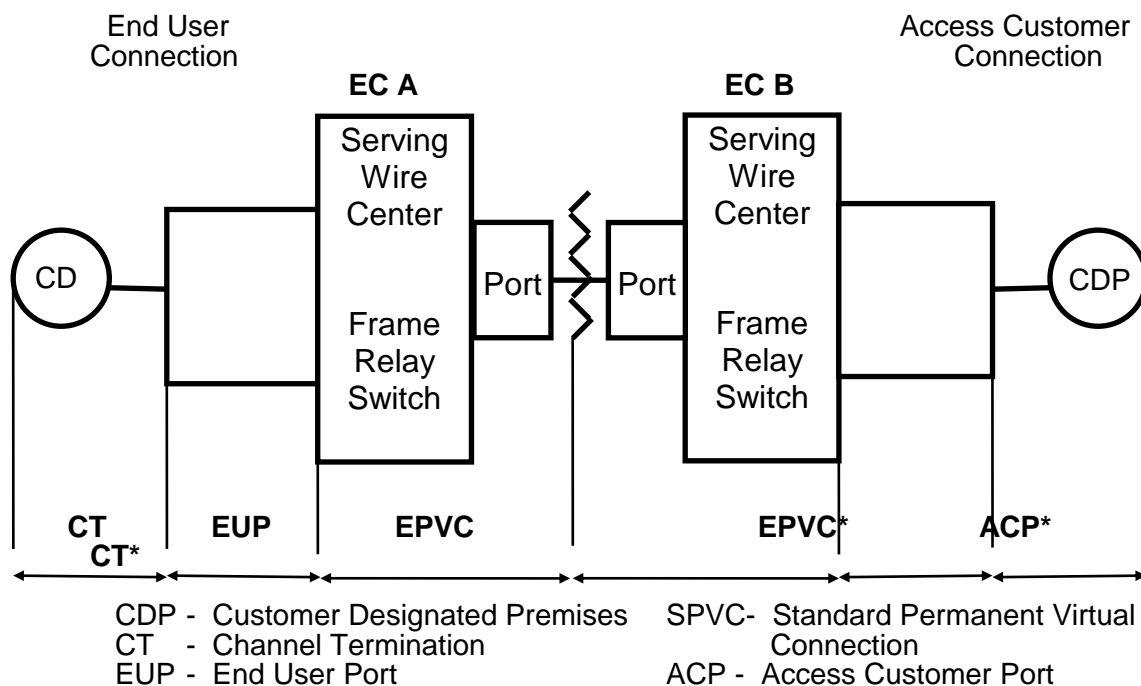 End User
Connection
Access Customer
Connection
EC A
EC B
Serving
Wire
Center
Frame
Relay
Switch
Port
Port
Serving
Wire
Center
Frame
Relay
Switch
CD
CDP
CT
CT*
EUP
EPVC
EPVC*
ACP*
CDP - Customer Designated Premises
CT - Channel Termination
EUP - End User Port
SPVC- Standard Permanent Virtual
Connection
ACP - Access Customer Port